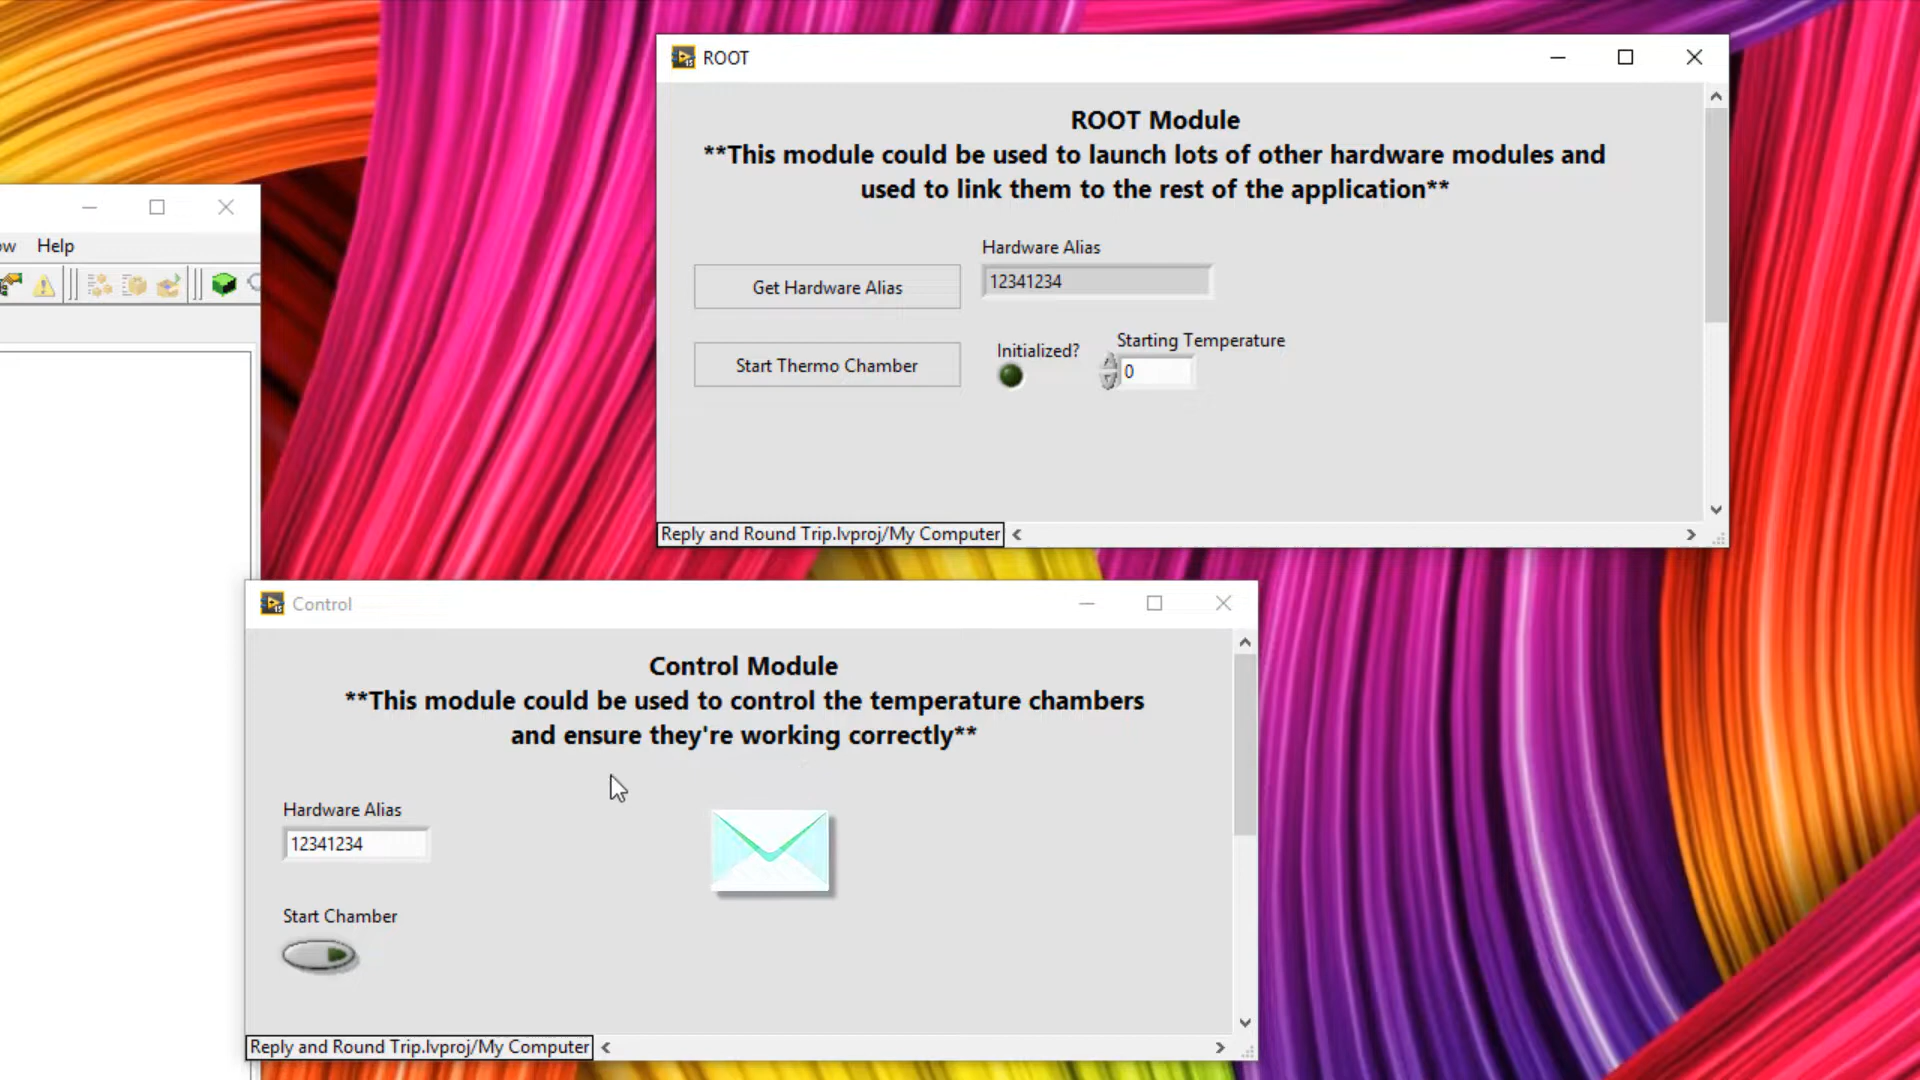 ROOT
ROOT Module
**This module could be used to launch lots of other hardware modules and
used to link them to the rest of the application**
Hardware Alias
Get Hardware Alias
12341234
Start Thermo Chamber
Initialized?
Starting Temperature
0
Reply and Round Trip.lvproj/My Computer
Help
Control
Control Module
**This module could be used to control the temperature chambers
and ensure they're working correctly**
Hardware Alias
12341234
Start Chamber
Reply and Round Trip.lvproj/My Computer